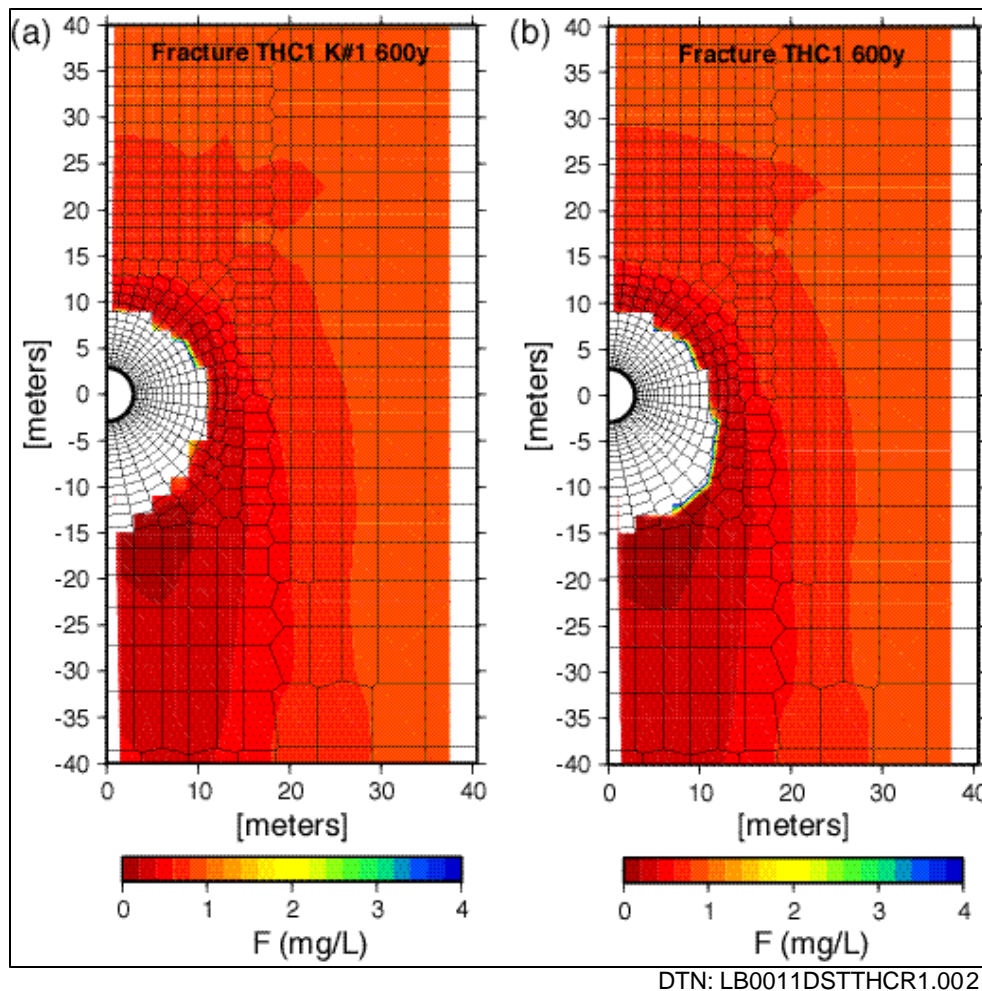 (a)
Fracture THC1 K#1 600y
40
35
30
25
20
15
10
5
0
-5
-10
-15
-20
-25
-30
-35
-40
[meters]
0 10 20 30 40
[meters]
0 1 2 3 4
F (mg/L)
(b)
Fracture THC1 600y
40
35
30
25
20
15
10
5
0
-5
-10
-15
-20
-25
-30
-35
-40
[meters]
0 10 20 30 40
[meters]
0 1 2 3 4
F (mg/L)
DTN: LB0011DSTTHCR1.002